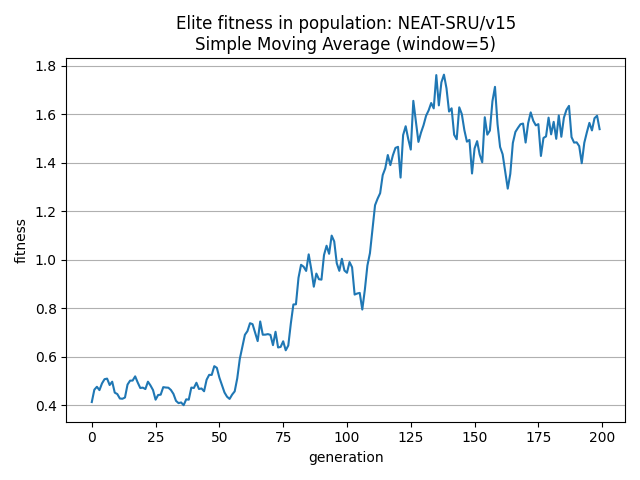 Elite fitness in population: NEAT-SRU/v15
Simple Moving Average (window=5)
1.8
1.6
1.4
1.2
1.0
0.8
0.6
0.4
fitness
0 25 50 75 100 125 150 175 200
generation